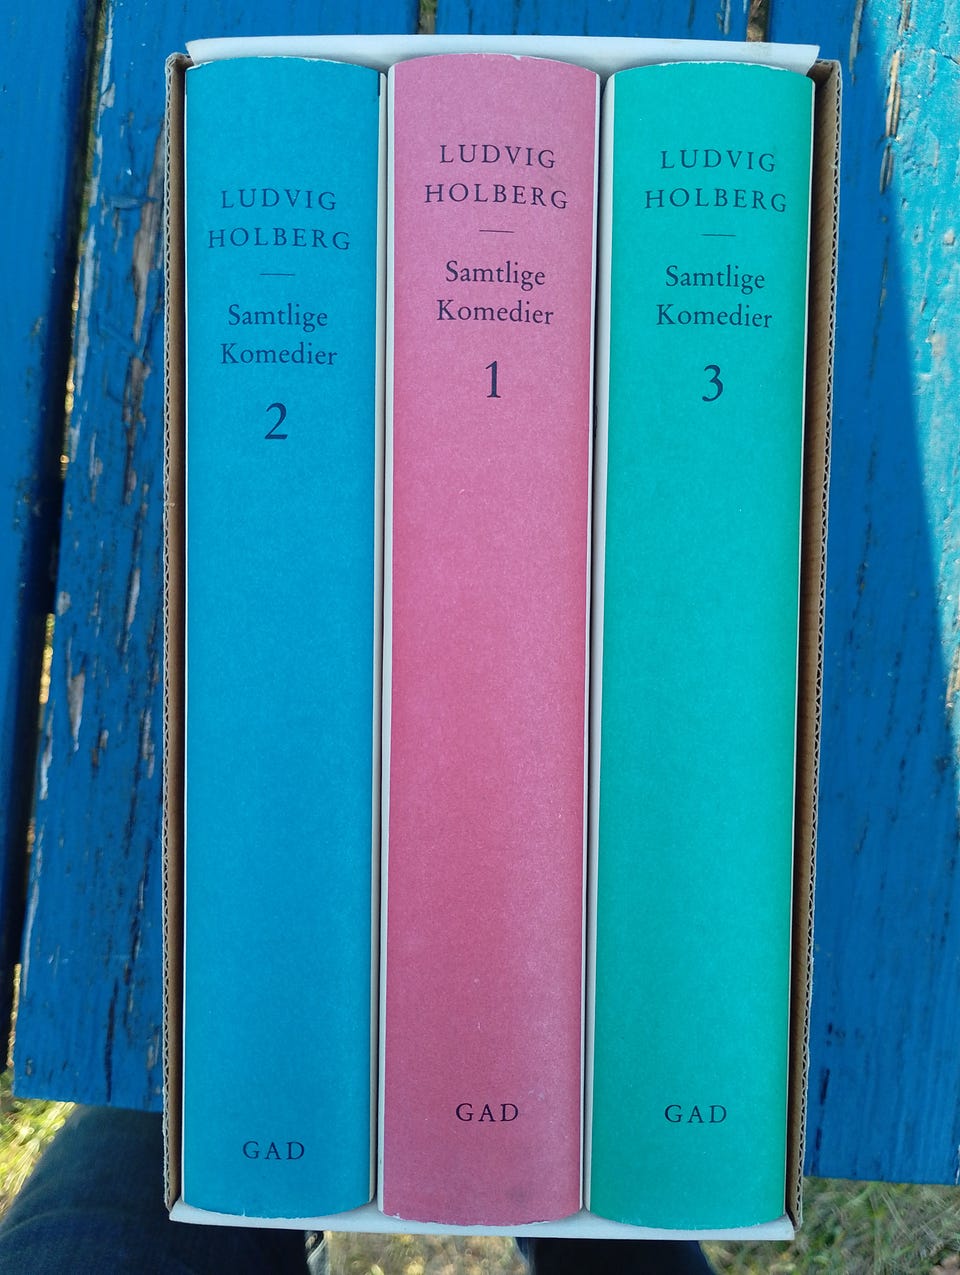 LUDVIG
HOLBERG
Samtlige
Komedier
2
GAD
LUDVIG
HOLBERG
Samtlige
Komedier
1
GAD
LUDVIG
HOLBERG
Samtlige
Komedier
3
GAD